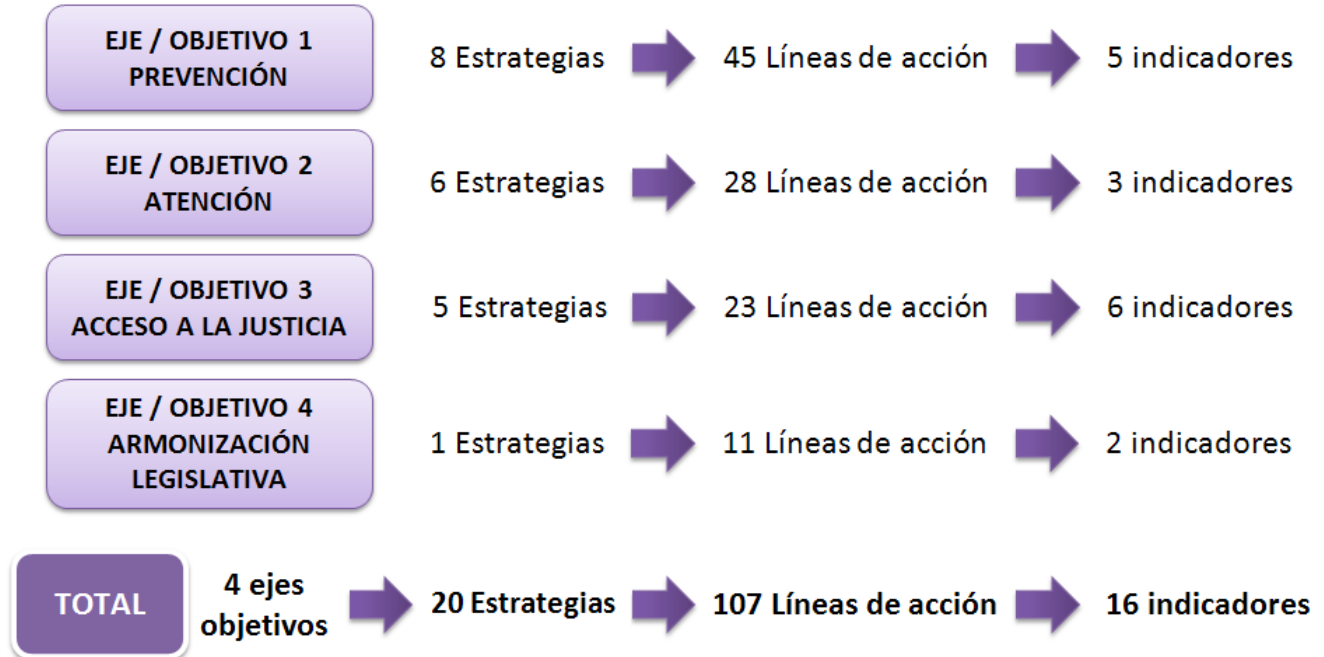 EJE / OBJETIVO 1
PREVENCIÓN
8 Estrategias
45 Líneas de acción
5 indicadores
EJE / OBJETIVO 2
ATENCIÓN
6 Estrategias
28 Líneas de acción
3 indicadores
EJE / OBJETIVO 3
ACCESO A LA JUSTICIA
5 Estrategias
23 Líneas de acción
6 indicadores
EJE / OBJETIVO 4
ARMONIZACIÓN
LEGISLATIVA
1 Estrategias
11 Líneas de acción
2 indicadores
TOTAL
4 ejes
objetivos
20 Estrategias
107 Líneas de acción
16 indicadores